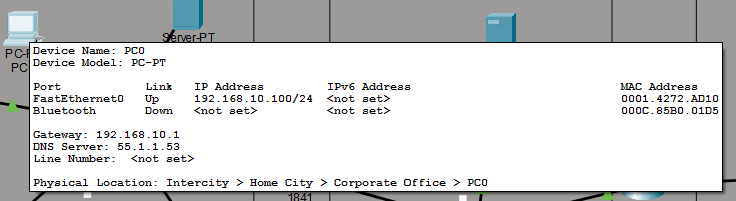 Server-PT
PC-
PC
Device Name: PC0
Device Model: PC-PT
Port Link IP Address IPv6 Address MAC Address
FastEthernet0 Up 192.168.10.100/24 <not set> 0001.4272.AD10
Bluetooth Down <not set> <not set> 000C.85B0.01D5
Gateway: 192.168.10.1
DNS Server: 55.1.1.53
Line Number: <not set>
Physical Location: Intercity > Home City > Corporate Office > PC0
1841